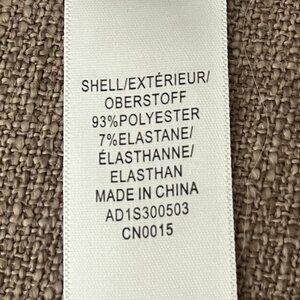 SHELL/EXTÉRIEUR/
OBERSTOFF
93%POLYESTER
7%ELASTANE/
ÉLASTHANNE/
ELASTHAN
MADE IN CHINA
AD1S300503
CN0015